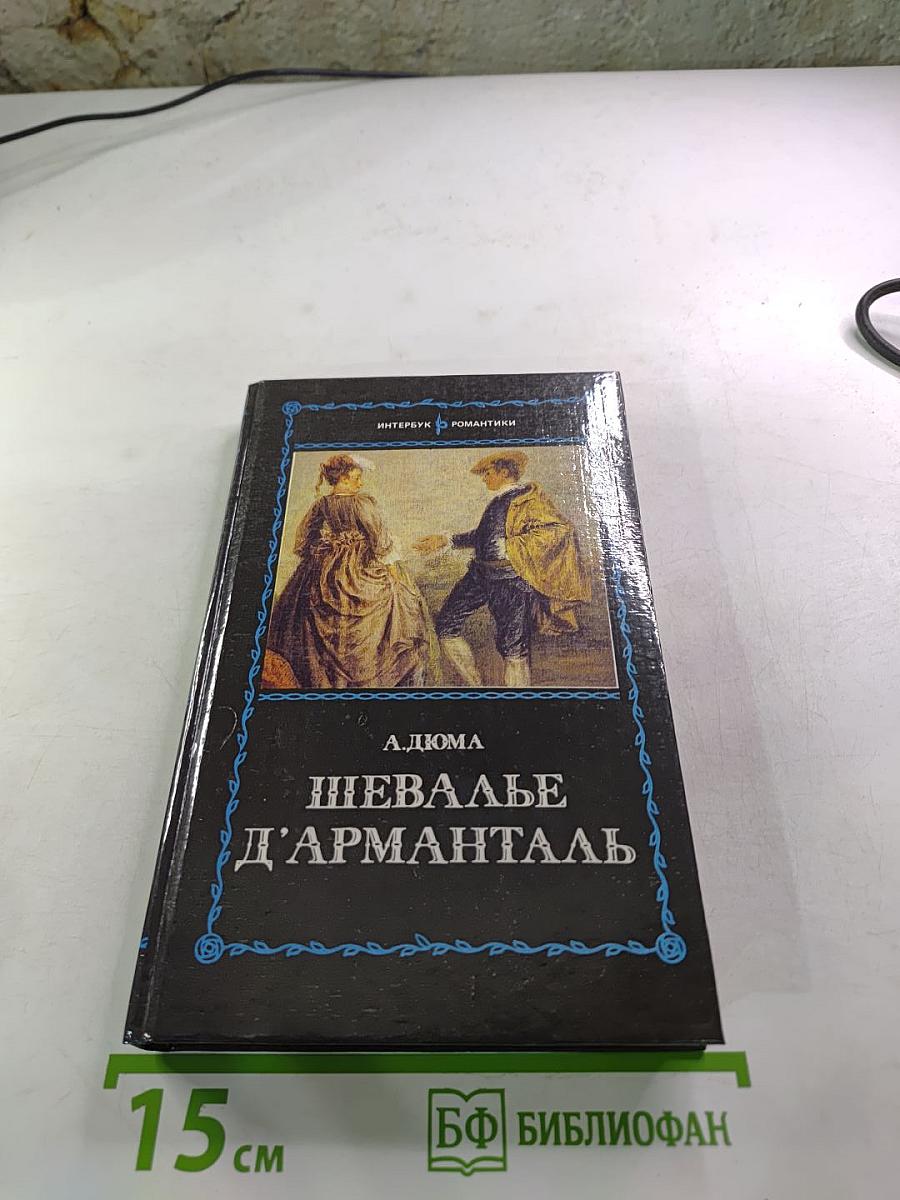 ИНТЕРБУК РОМАНТИКИ
А.ДЮМА
ШЕВАЛЬЕ
Д'АРМАНТАЛЬ
15 см
БФ БИБЛИОФАН